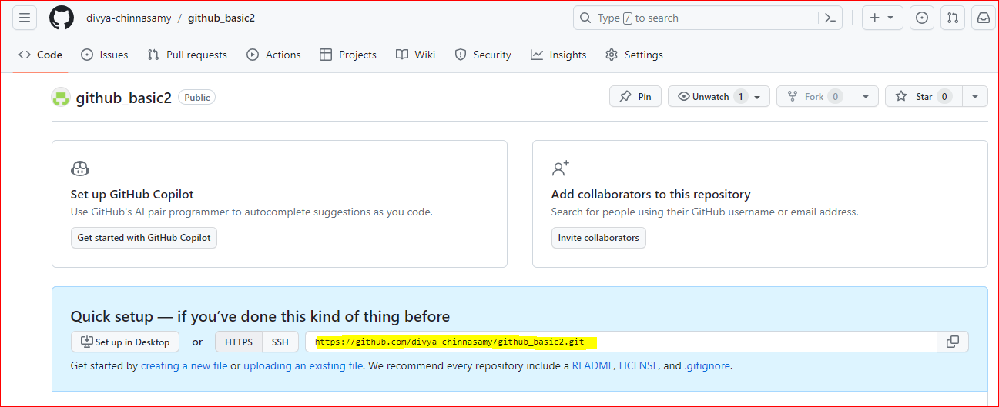 divya-chinnasamy / github_basic2 Type / to search
Code Issues Pull requests Actions Projects Wiki Security Insights Settings
github_basic2 Public Pin Unwatch 1 Fork 0 Star 0
Set up GitHub Copilot
Use GitHub's AI pair programmer to autocomplete suggestions as you code.
Get started with GitHub Copilot
Add collaborators to this repository
Search for people using their GitHub username or email address.
Invite collaborators
Quick setup — if you’ve done this kind of thing before
Set up in Desktop or HTTPS SSH https://github.com/divya-chinnasamy/github_basic2.git
Get started by creating a new file or uploading an existing file. We recommend every repository include a README, LICENSE, and .gitignore.